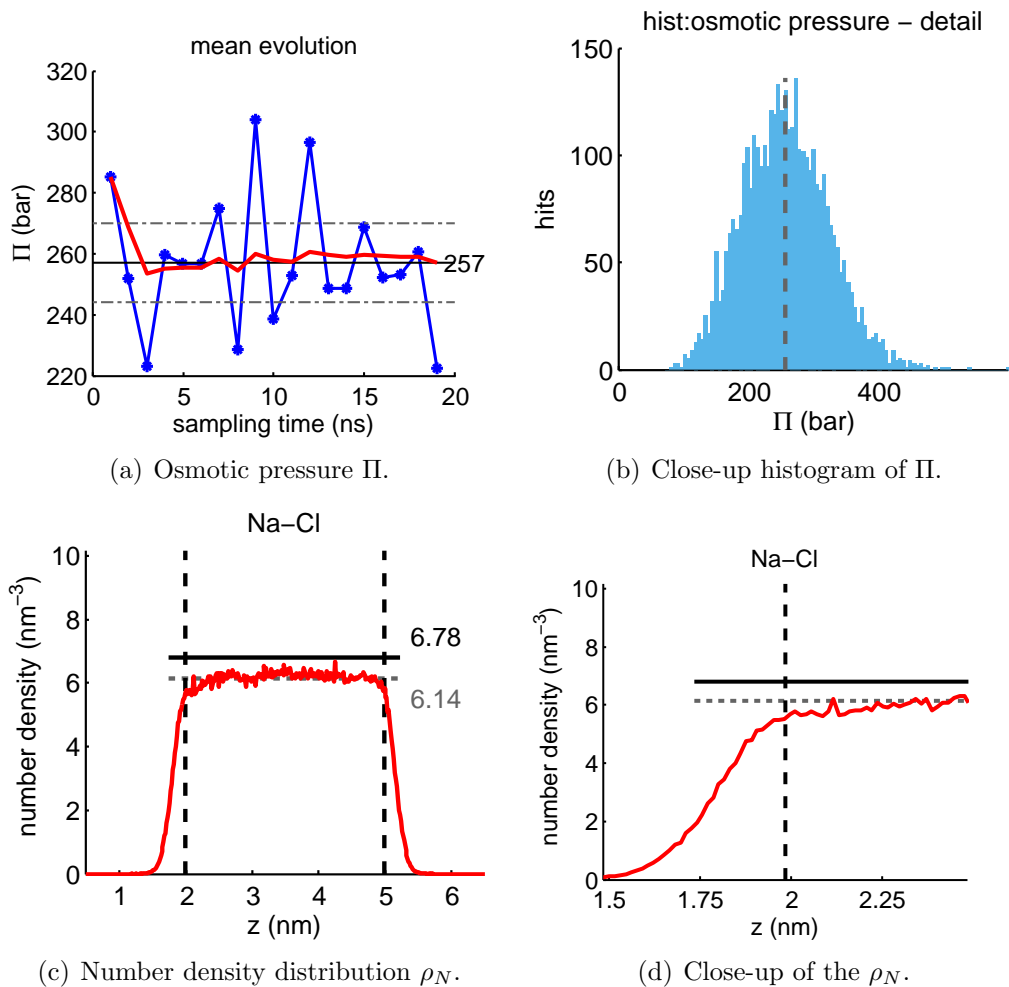 mean evolution
320
300
280
260
240
220
Π (bar)
257
0
5
10
15
20
sampling time (ns)
(a) Osmotic pressure Π.
hist:osmotic pressure − detail
150
100
50
0
hits
0
200
400
Π (bar)
(b) Close-up histogram of Π.
Na−Cl
10
8
6
4
2
0
number density (nm⁻³)
6.78
6.14
1
2
3
4
5
6
z (nm)
(c) Number density distribution ρN.
Na−Cl
10
8
6
4
2
0
number density (nm⁻³)
1.5
1.75
2
2.25
z (nm)
(d) Close-up of the ρN.